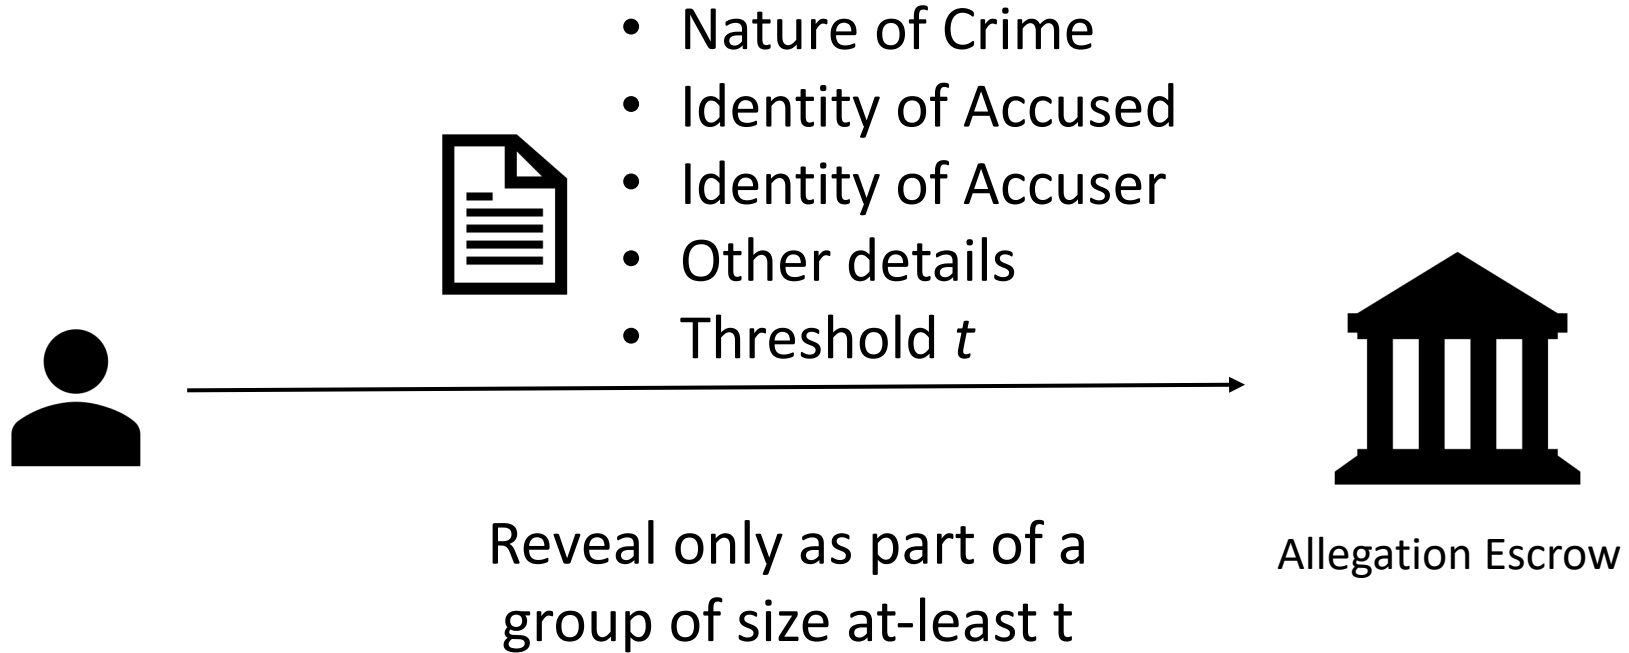 • Nature of Crime
• Identity of Accused
• Identity of Accuser
• Other details
• Threshold t
Reveal only as part of a
group of size at-least t
Allegation Escrow